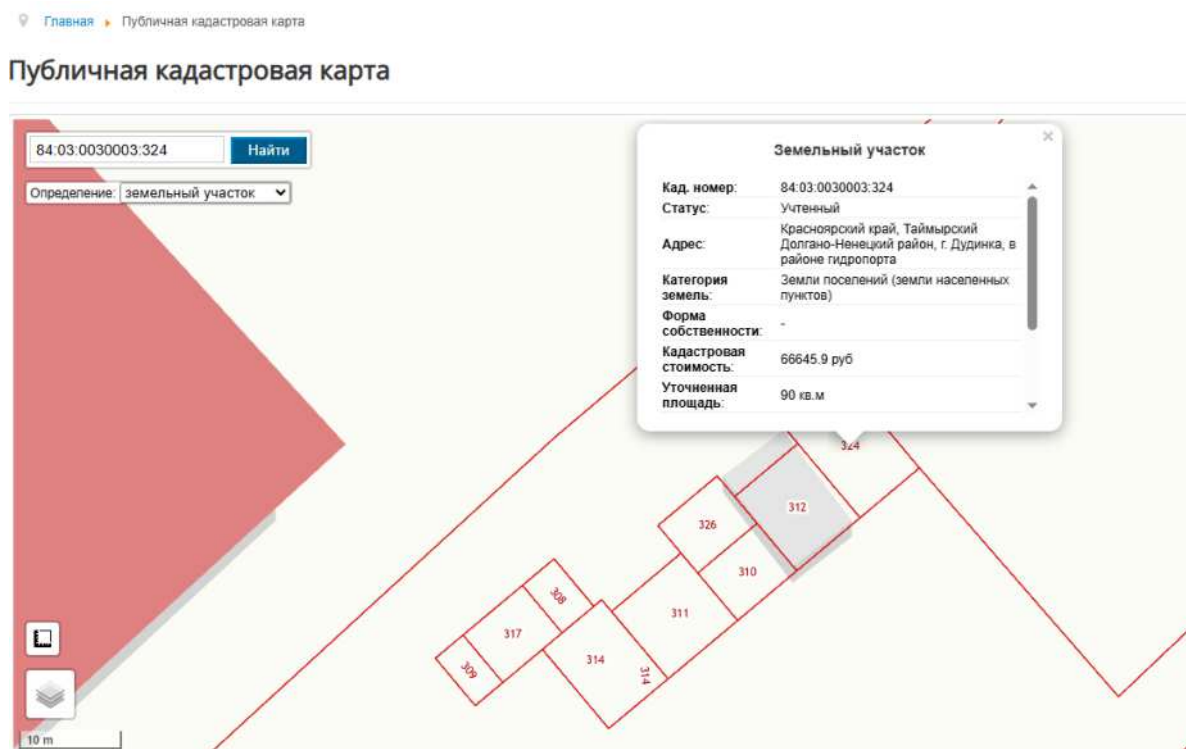 Главная ▸ Публичная кадастровая карта
Публичная кадастровая карта
84:03:0030003:324 Найти
Определение: земельный участок
Земельный участок
Кад. номер: 84:03:0030003:324
Статус: Учтенный
Адрес: Красноярский край, Таймырский
Долгано-Ненецкий район, г. Дудинка, в
районе гидропорта
Категория земель: Земли поселений (земли населенных
пунктов)
Форма собственности: -
Кадастровая стоимость: 66645.9 руб
Уточненная площадь: 90 кв.м
324
312
326
310
308
311
317
314
314
309
10 m